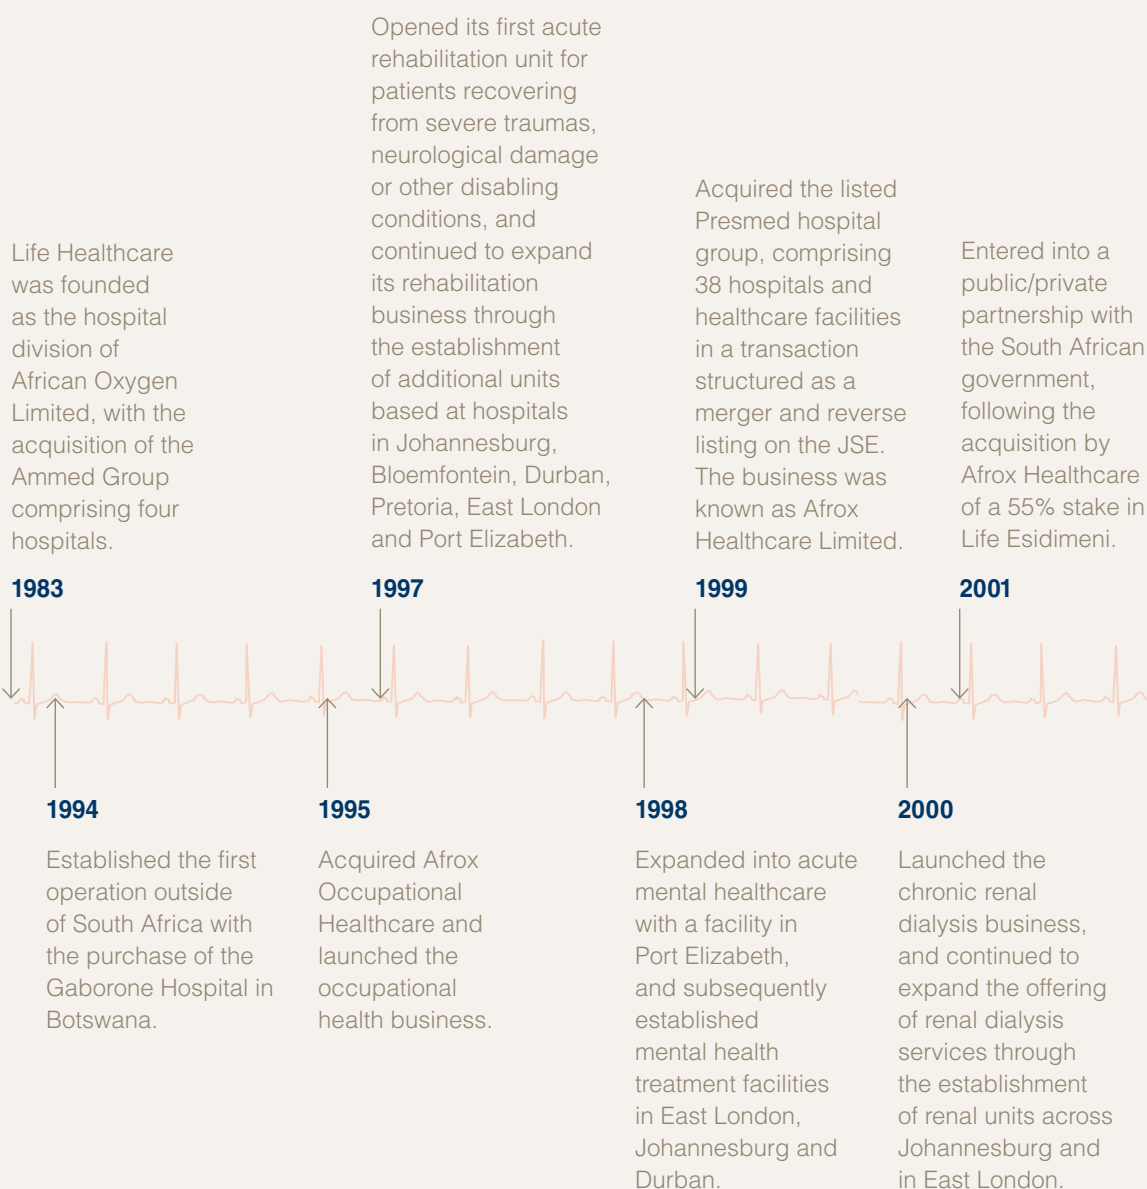 Life Healthcare
was founded
as the hospital
division of
African Oxygen
Limited, with the
acquisition of the
Ammed Group
comprising four
hospitals.
1983
Opened its first acute
rehabilitation unit for
patients recovering
from severe traumas,
neurological damage
or other disabling
conditions, and
continued to expand
its rehabilitation
business through
the establishment
of additional units
based at hospitals
in Johannesburg,
Bloemfontein, Durban,
Pretoria, East London
and Port Elizabeth.
1997
Acquired the listed
Presmed hospital
group, comprising
38 hospitals and
healthcare facilities
in a transaction
structured as a
merger and reverse
listing on the JSE.
The business was
known as Afrox
Healthcare Limited.
1999
Entered into a
public/private
partnership with
the South African
government,
following the
acquisition by
Afrox Healthcare
of a 55% stake in
Life Esidimeni.
2001
1994
Established the first
operation outside
of South Africa with
the purchase of the
Gaborone Hospital in
Botswana.
1995
Acquired Afrox
Occupational
Healthcare and
launched the
occupational
health business.
1998
Expanded into acute
mental healthcare
with a facility in
Port Elizabeth,
and subsequently
established
mental health
treatment facilities
in East London,
Johannesburg and
Durban.
2000
Launched the
chronic renal
dialysis business,
and continued to
expand the offering
of renal dialysis
services through
the establishment
of renal units across
Johannesburg and
in East London.